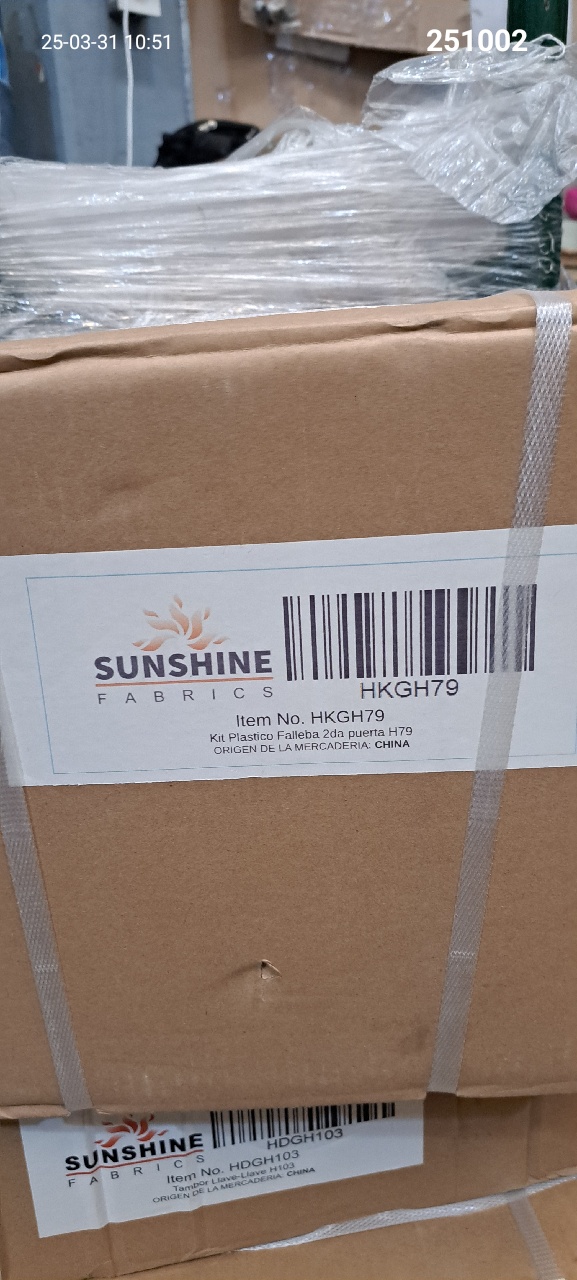 25-03-31 10:51
251002
SUNSHINE
FABRICS
HKGH79
Item No. HKGH79
Kit Plastico Falleba 2da puerta H79
ORIGEN DE LA MERCADERIA: CHINA
SUNSHINE
FABRICS
HDGH103
Item No. HDGH103
Tambor Llave-Llave H103
ORIGEN DE LA MERCADERIA: CHINA